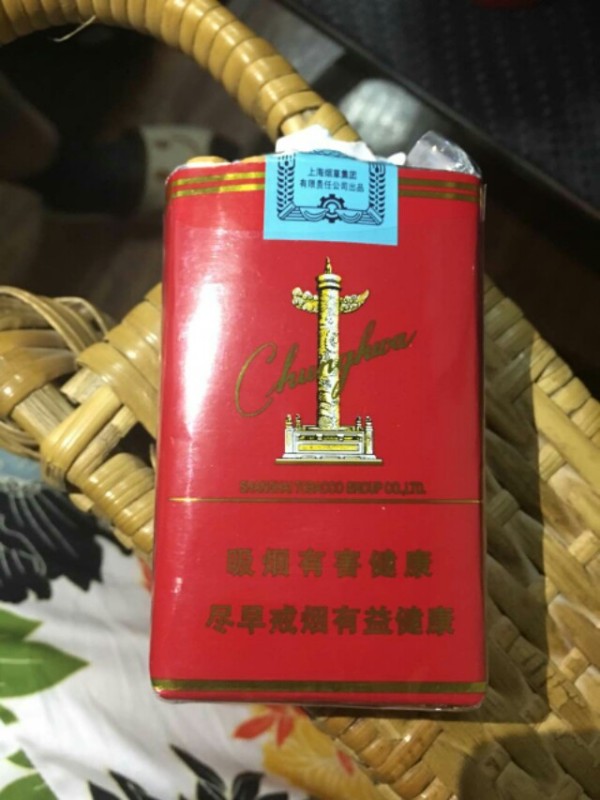 上海烟草集团
有限责任公司出品
Chunghwa
SHANGHAI TOBACCO GROUP CO.,LTD.
吸烟有害健康
尽早戒烟有益健康